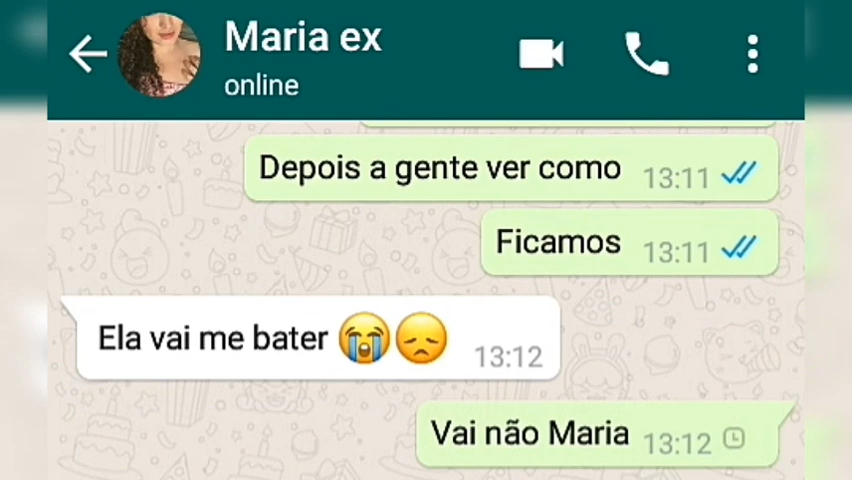 Maria ex
online
Depois a gente ver como 13:11
Ficamos 13:11
Ela vai me bater 😭😞 13:12
Vai não Maria 13:12